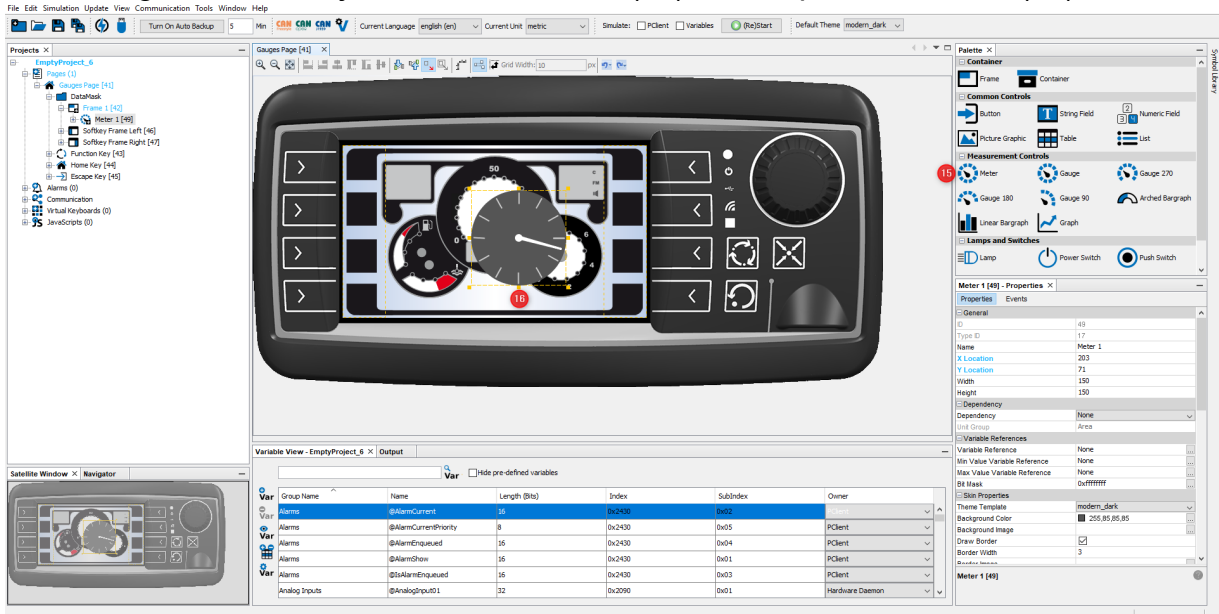 File Edit Simulation Update View Communication Tools Window Help
Turn On Auto Backup 5 Min CAN CAN CAN Current Language english (en) Current Unit metric Simulate: PClient Variables (Re)Start Default Theme modern_dark
Projects
EmptyProject_6
Pages (1)
Gauges Page [41]
DataMask
Frame 1 [42]
Meter 1 [49]
Softkey Frame Left [46]
Softkey Frame Right [47]
Function Key [43]
Home Key [44]
Escape Key [45]
Alarms (0)
Communication
Virtual Keyboards (0)
JavaScripts (0)
Satellite Window Navigator
Gauges Page [41]
Grid Width: 10 px
50
C
FM
0
6
4
16
Variable View - EmptyProject_6 Output
Var Hide pre-defined variables
Var
Var
Var
Var
Group Name Name Length (Bits) Index SubIndex Owner
Alarms @AlarmCurrent 16 0x2430 0x02 PClient
Alarms @AlarmCurrentPriority 8 0x2430 0x05 PClient
Alarms @AlarmEnqueued 16 0x2430 0x04 PClient
Alarms @AlarmShow 16 0x2430 0x01 PClient
Alarms @IsAlarmEnqueued 16 0x2430 0x03 PClient
Analog Inputs @AnalogInput01 32 0x2090 0x01 Hardware Daemon
Palette
Container
Frame Container
Common Controls
Button String Field Numeric Field
Picture Graphic Table List
Measurement Controls
15 Meter Gauge Gauge 270
Gauge 180 Gauge 90 Arched Bargraph
Linear Bargraph Graph
Lamps and Switches
Lamp Power Switch Push Switch
Symbol Library
Meter 1 [49] - Properties
Properties Events
General
ID 49
Type ID 17
Name Meter 1
X Location 203
Y Location 71
Width 150
Height 150
Dependency
Dependency None
Unit Group Area
Variable References
Variable Reference None
Min Value Variable Reference None
Max Value Variable Reference None
Bit Mask 0xffffffff
Skin Properties
Theme Template modern_dark
Background Color 255,85,85,85
Background Image
Draw Border
Border Width 3
Border Image
Meter 1 [49]